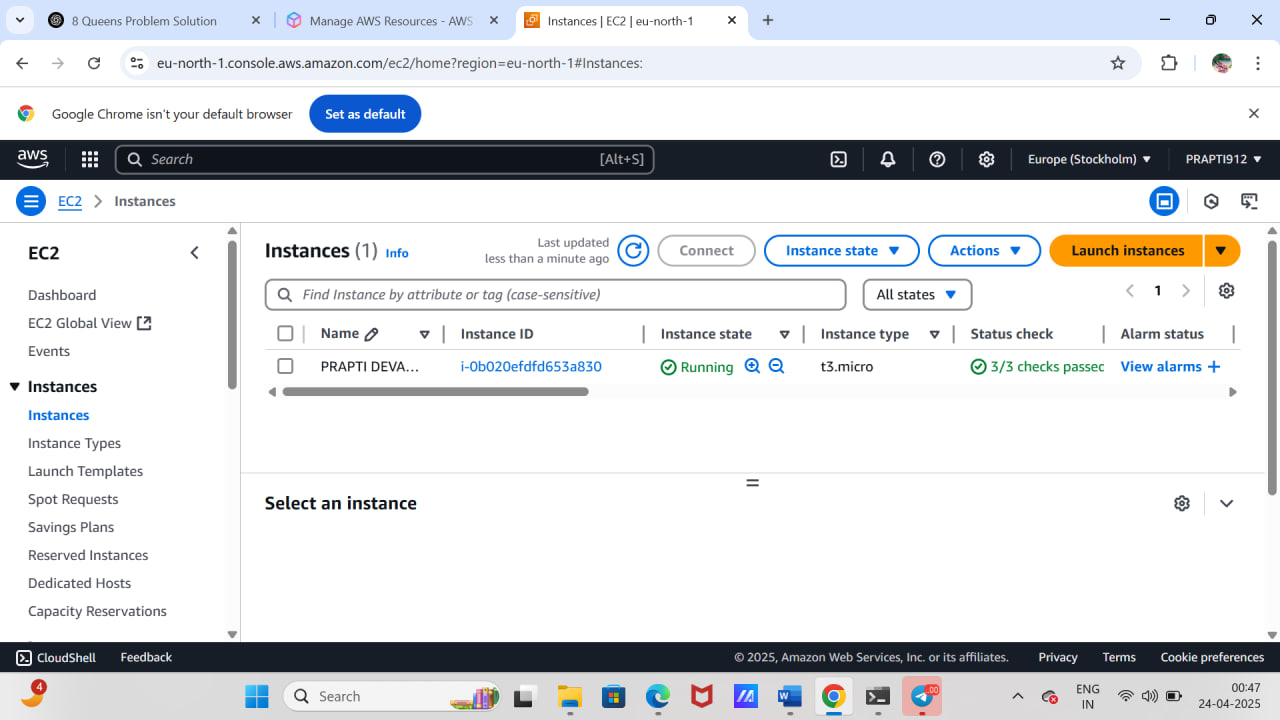 8 Queens Problem Solution
Manage AWS Resources - AWS
Instances | EC2 | eu-north-1
eu-north-1.console.aws.amazon.com/ec2/home?region=eu-north-1#Instances:
Google Chrome isn't your default browser
Set as default
aws
Search
[Alt+S]
Europe (Stockholm)
PRAPTI912
EC2
Instances
EC2
Dashboard
EC2 Global View
Events
Instances
Instances
Instance Types
Launch Templates
Spot Requests
Savings Plans
Reserved Instances
Dedicated Hosts
Capacity Reservations
Instances (1) Info
Last updated
less than a minute ago
Connect
Instance state
Actions
Launch instances
Find Instance by attribute or tag (case-sensitive)
All states
1
Name Instance ID Instance state Instance type Status check Alarm status
PRAPTI DEVA... i-0b020efdfd653a830 Running t3.micro 3/3 checks passec View alarms +
Select an instance
CloudShell Feedback © 2025, Amazon Web Services, Inc. or its affiliates. Privacy Terms Cookie preferences
4
Search
.00
ENG
IN
00:47
24-04-2025